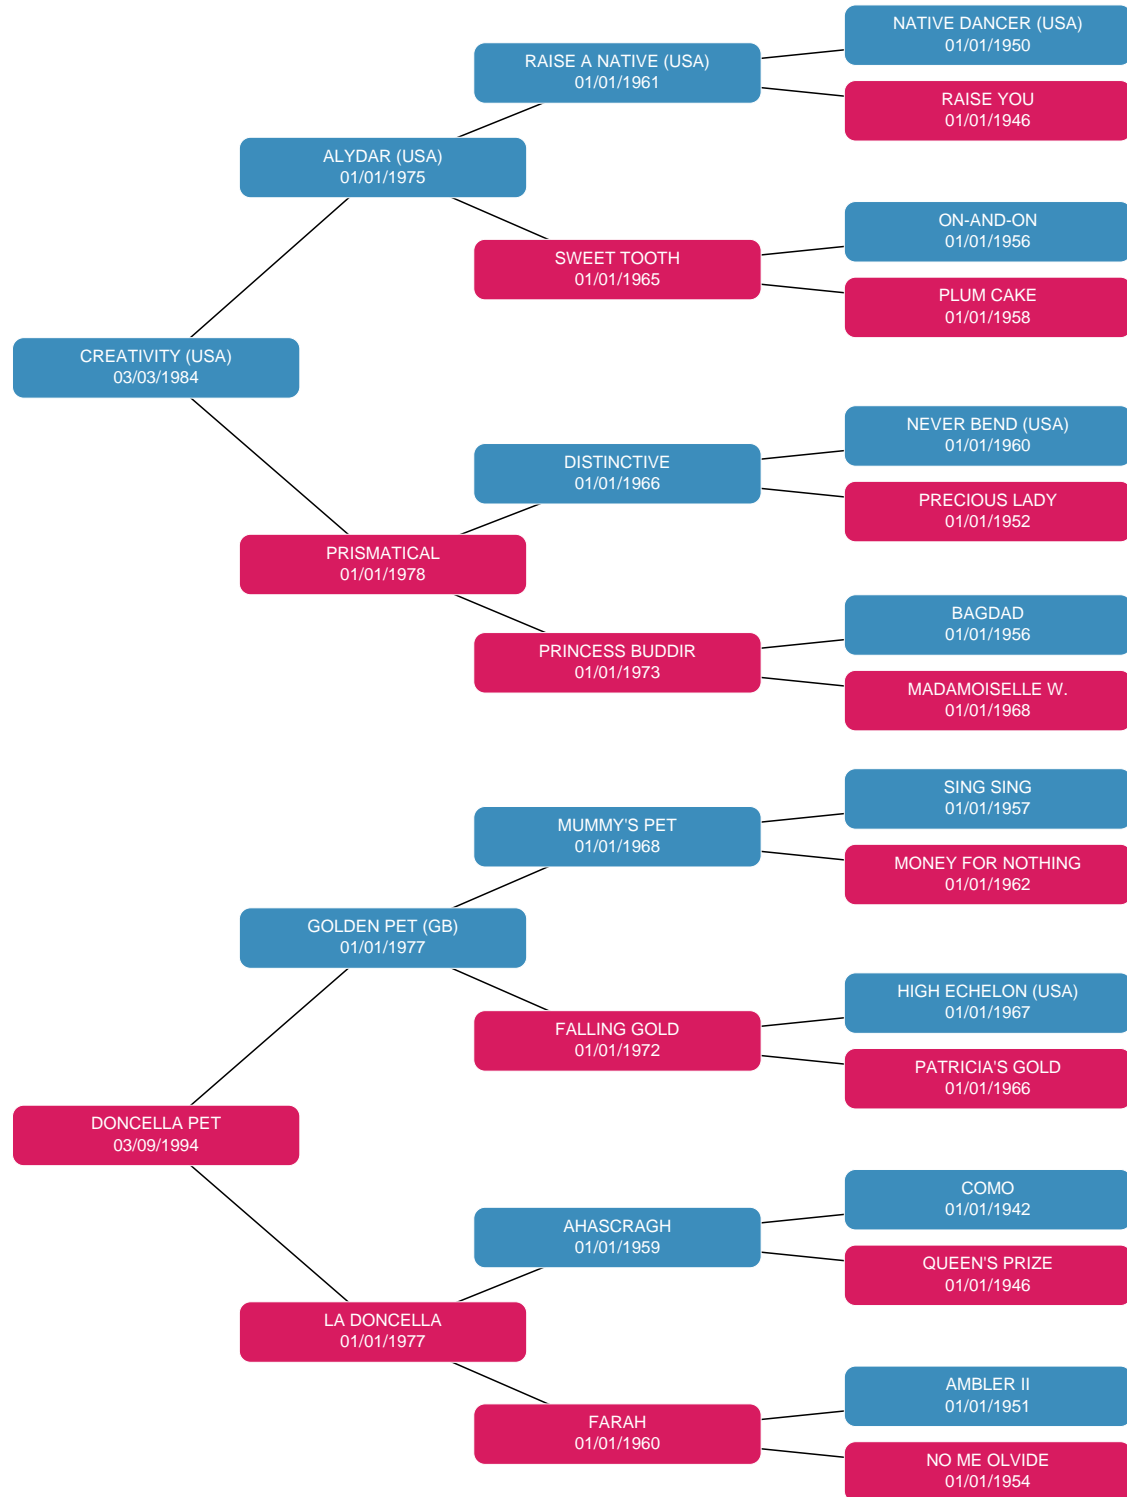 NATIVE DANCER (USA)
01/01/1950
RAISE A NATIVE (USA)
01/01/1961
RAISE YOU
01/01/1946
ALYDAR (USA)
01/01/1975
ON-AND-ON
01/01/1956
SWEET TOOTH
01/01/1965
PLUM CAKE
01/01/1958
CREATIVITY (USA)
03/03/1984
NEVER BEND (USA)
01/01/1960
DISTINCTIVE
01/01/1966
PRECIOUS LADY
01/01/1952
PRISMATICAL
01/01/1978
BAGDAD
01/01/1956
PRINCESS BUDDIR
01/01/1973
MADAMOISELLE W.
01/01/1968
SING SING
01/01/1957
MUMMY'S PET
01/01/1968
MONEY FOR NOTHING
01/01/1962
GOLDEN PET (GB)
01/01/1977
HIGH ECHELON (USA)
01/01/1967
FALLING GOLD
01/01/1972
PATRICIA'S GOLD
01/01/1966
DONCELLA PET
03/09/1994
COMO
01/01/1942
AHASCRAGH
01/01/1959
QUEEN'S PRIZE
01/01/1946
LA DONCELLA
01/01/1977
AMBLER II
01/01/1951
FARAH
01/01/1960
NO ME OLVIDE
01/01/1954